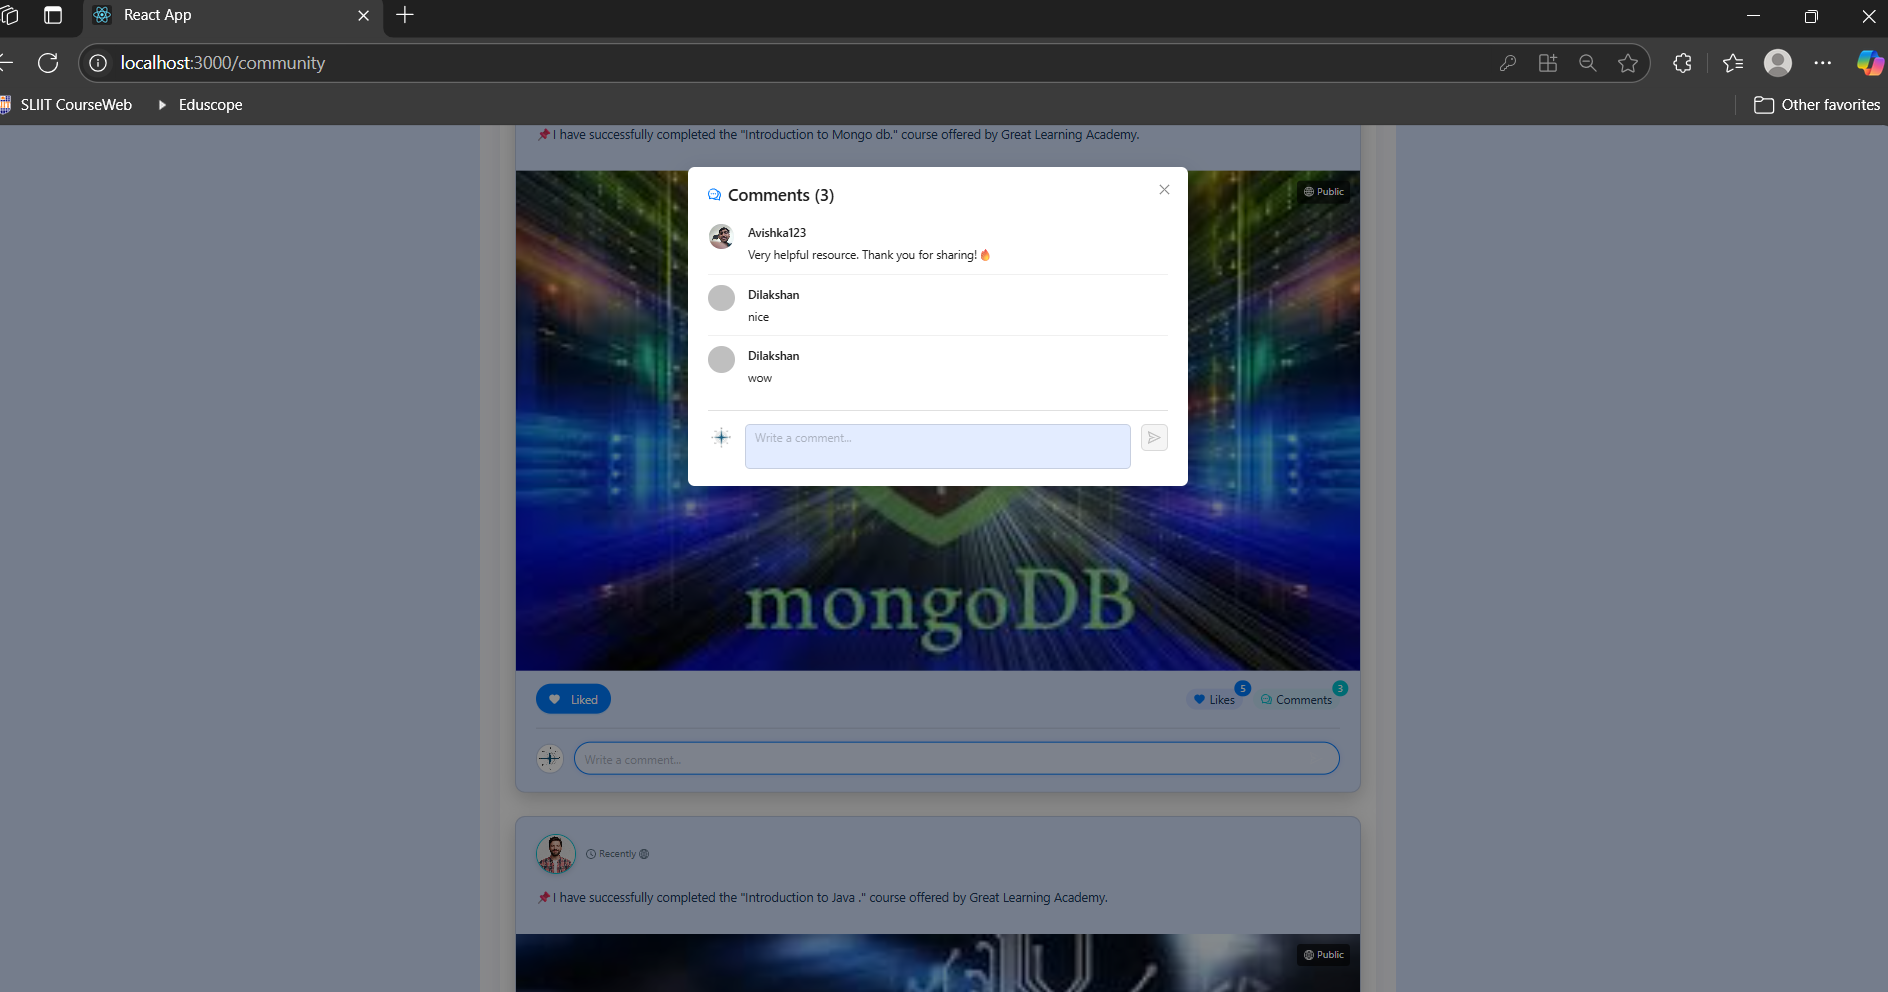 React App
localhost:3000/community
SLIIT CourseWeb
Eduscope
Other favorites
📌 I have successfully completed the "Introduction to Mongo db." course offered by Great Learning Academy.
Public
Comments (3)
Avishka123
Very helpful resource. Thank you for sharing!🔥
Dilakshan
nice
Dilakshan
wow
Write a comment...
mongoDB
Liked
Likes 5
Comments 3
Write a comment...
Recently
📌 I have successfully completed the "Introduction to Java ." course offered by Great Learning Academy.
Public